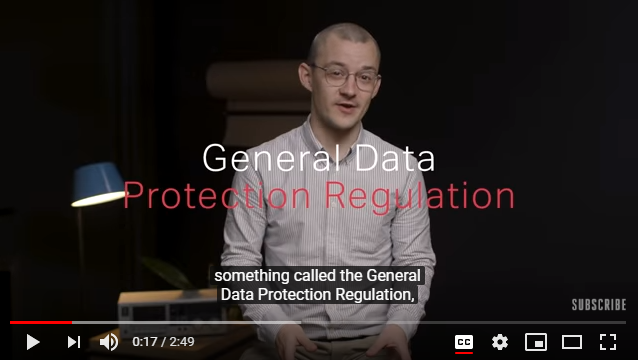 General Data
Protection Regulation
something called the General
Data Protection Regulation,
SUBSCRIBE
0:17 / 2:49
CC